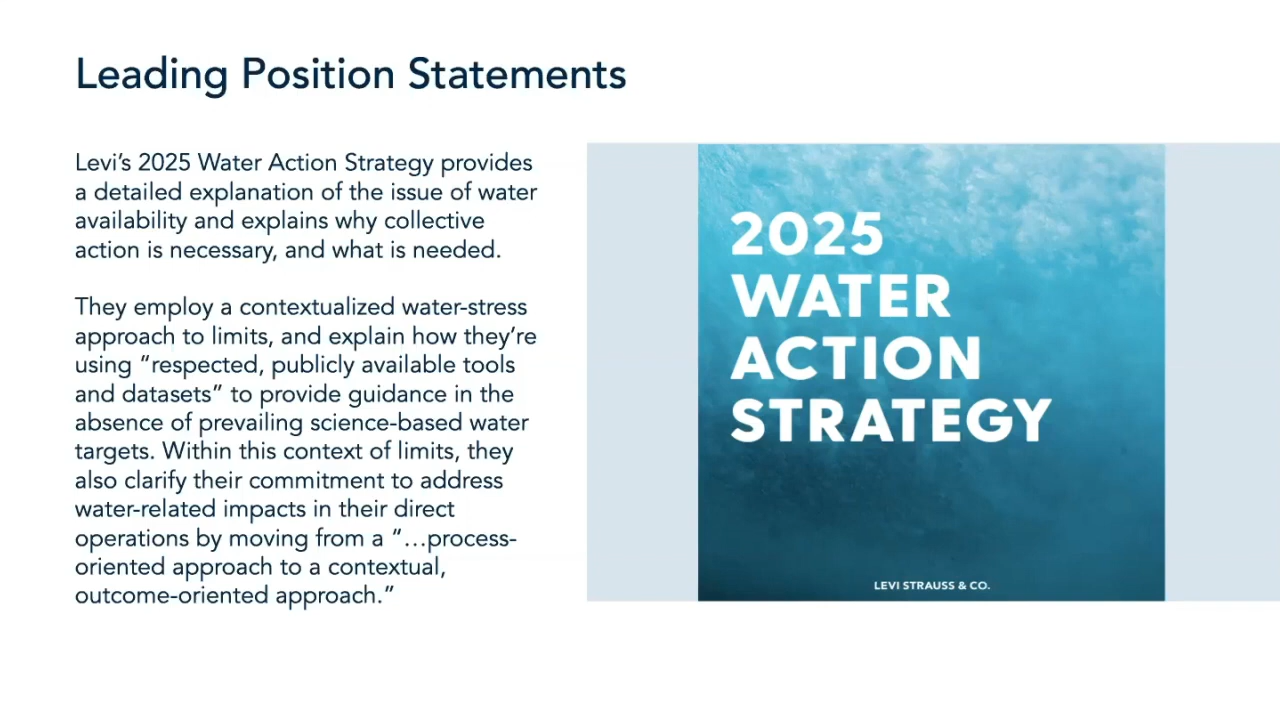 Leading Position Statements
Levi’s 2025 Water Action Strategy provides
a detailed explanation of the issue of water
availability and explains why collective
action is necessary, and what is needed.
They employ a contextualized water-stress
approach to limits, and explain how they’re
using “respected, publicly available tools
and datasets” to provide guidance in the
absence of prevailing science-based water
targets. Within this context of limits, they
also clarify their commitment to address
water-related impacts in their direct
operations by moving from a “…process-
oriented approach to a contextual,
outcome-oriented approach.”
2025
WATER
ACTION
STRATEGY
LEVI STRAUSS & CO.